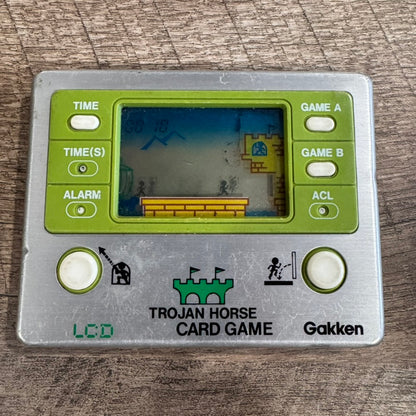 TIME
GAME A
TIME(S)
GAME B
ALARM
ACL
TROJAN HORSE
CARD GAME
LCD
Gakken